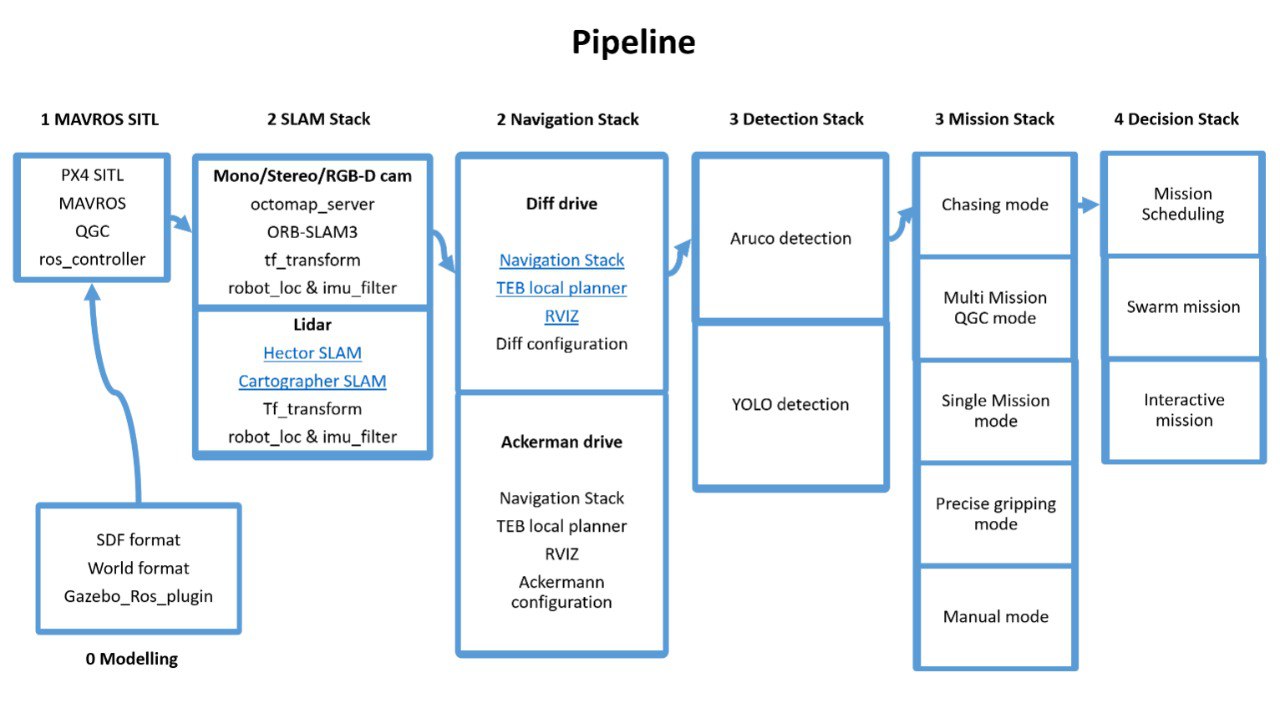 Pipeline
1 MAVROS SITL
PX4 SITL
MAVROS
QGC
ros_controller
2 SLAM Stack
Mono/Stereo/RGB-D cam
octomap_server
ORB-SLAM3
tf_transform
robot_loc & imu_filter
Lidar
Hector SLAM
Cartographer SLAM
Tf_transform
robot_loc & imu_filter
2 Navigation Stack
Diff drive
Navigation Stack
TEB local planner
RVIZ
Diff configuration
Ackerman drive
Navigation Stack
TEB local planner
RVIZ
Ackermann
configuration
3 Detection Stack
Aruco detection
YOLO detection
3 Mission Stack
Chasing mode
Multi Mission
QGC mode
Single Mission
mode
Precise gripping
mode
Manual mode
4 Decision Stack
Mission
Scheduling
Swarm mission
Interactive
mission
SDF format
World format
Gazebo_Ros_plugin
0 Modelling